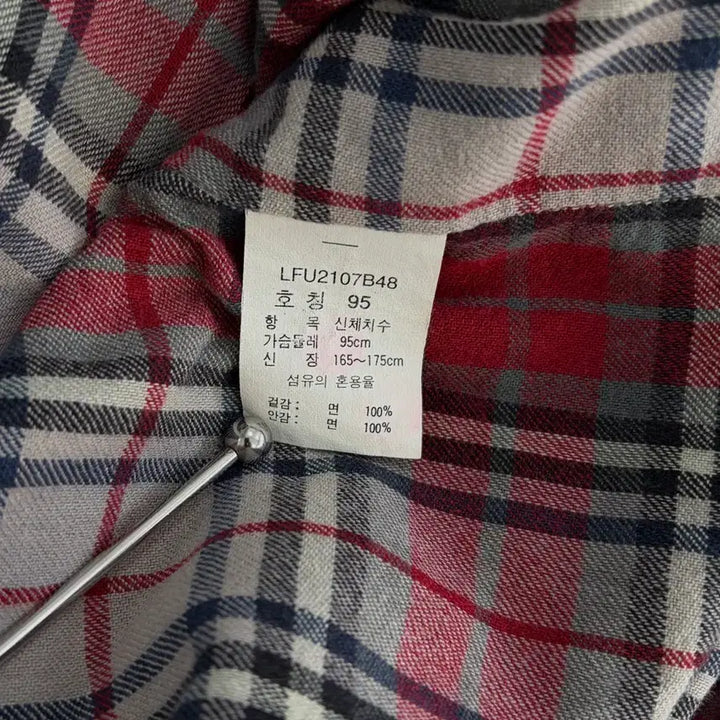 LFU2107B48
호 칭 95
항 목 신체치수
가슴둘레 95cm
신 장 165~175cm
섬유의 혼용율
겉감 : 면 100%
안감 : 면 100%